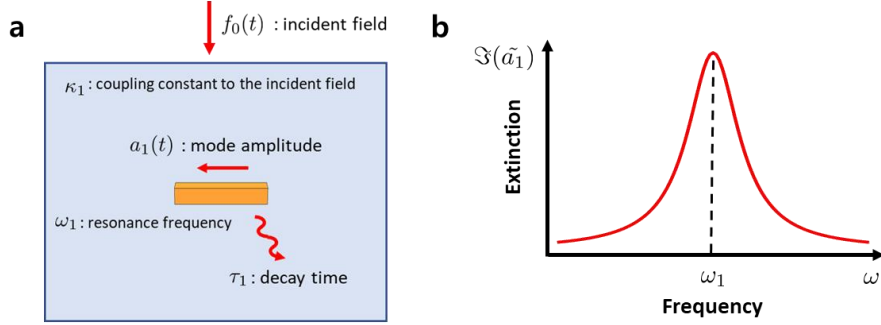 a
f₀(t) : incident field
κ₁ : coupling constant to the incident field
a₁(t) : mode amplitude
ω₁ : resonance frequency
τ₁ : decay time
b
ℑ(ã₁)
Extinction
ω₁
ω
Frequency